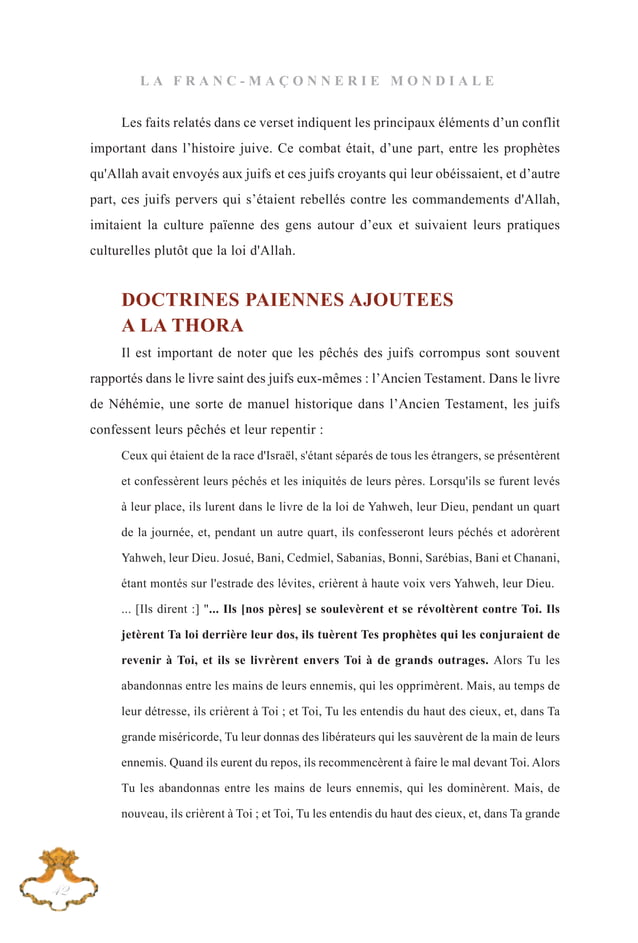 LA FRANC-MAÇONNERIE MONDIALE
Les faits relatés dans ce verset indiquent les principaux éléments d’un conflit
important dans l’histoire juive. Ce combat était, d’une part, entre les prophètes
qu'Allah avait envoyés aux juifs et ces juifs croyants qui leur obéissaient, et d’autre
part, ces juifs pervers qui s’étaient rebellés contre les commandements d'Allah,
imitaient la culture païenne des gens autour d’eux et suivaient leurs pratiques
culturelles plutôt que la loi d'Allah.
DOCTRINES PAIENNES AJOUTEES
A LA THORA
Il est important de noter que les pêchés des juifs corrompus sont souvent
rapportés dans le livre saint des juifs eux-mêmes : l’Ancien Testament. Dans le livre
de Néhémie, une sorte de manuel historique dans l’Ancien Testament, les juifs
confessent leurs pêchés et leur repentir :
Ceux qui étaient de la race d'Israël, s'étant séparés de tous les étrangers, se présentèrent
et confessèrent leurs péchés et les iniquités de leurs pères. Lorsqu'ils se furent levés
à leur place, ils lurent dans le livre de la loi de Yahweh, leur Dieu, pendant un quart
de la journée, et, pendant un autre quart, ils confesseront leurs péchés et adorèrent
Yahweh, leur Dieu. Josué, Bani, Cedmiel, Sabanias, Bonni, Sarébias, Bani et Chanani,
étant montés sur l'estrade des lévites, crièrent à haute voix vers Yahweh, leur Dieu.
... [Ils dirent :] "... Ils [nos pères] se soulevèrent et se révoltèrent contre Toi. Ils
jetèrent Ta loi derrière leur dos, ils tuèrent Tes prophètes qui les conjuraient de
revenir à Toi, et ils se livrèrent envers Toi à de grands outrages. Alors Tu les
abandonnas entre les mains de leurs ennemis, qui les opprimèrent. Mais, au temps de
leur détresse, ils crièrent à Toi ; et Toi, Tu les entendis du haut des cieux, et, dans Ta
grande miséricorde, Tu leur donnas des libérateurs qui les sauvèrent de la main de leurs
ennemis. Quand ils eurent du repos, ils recommencèrent à faire le mal devant Toi. Alors
Tu les abandonnas entre les mains de leurs ennemis, qui les dominèrent. Mais, de
nouveau, ils crièrent à Toi ; et Toi, Tu les entendis du haut des cieux, et, dans Ta grande
12